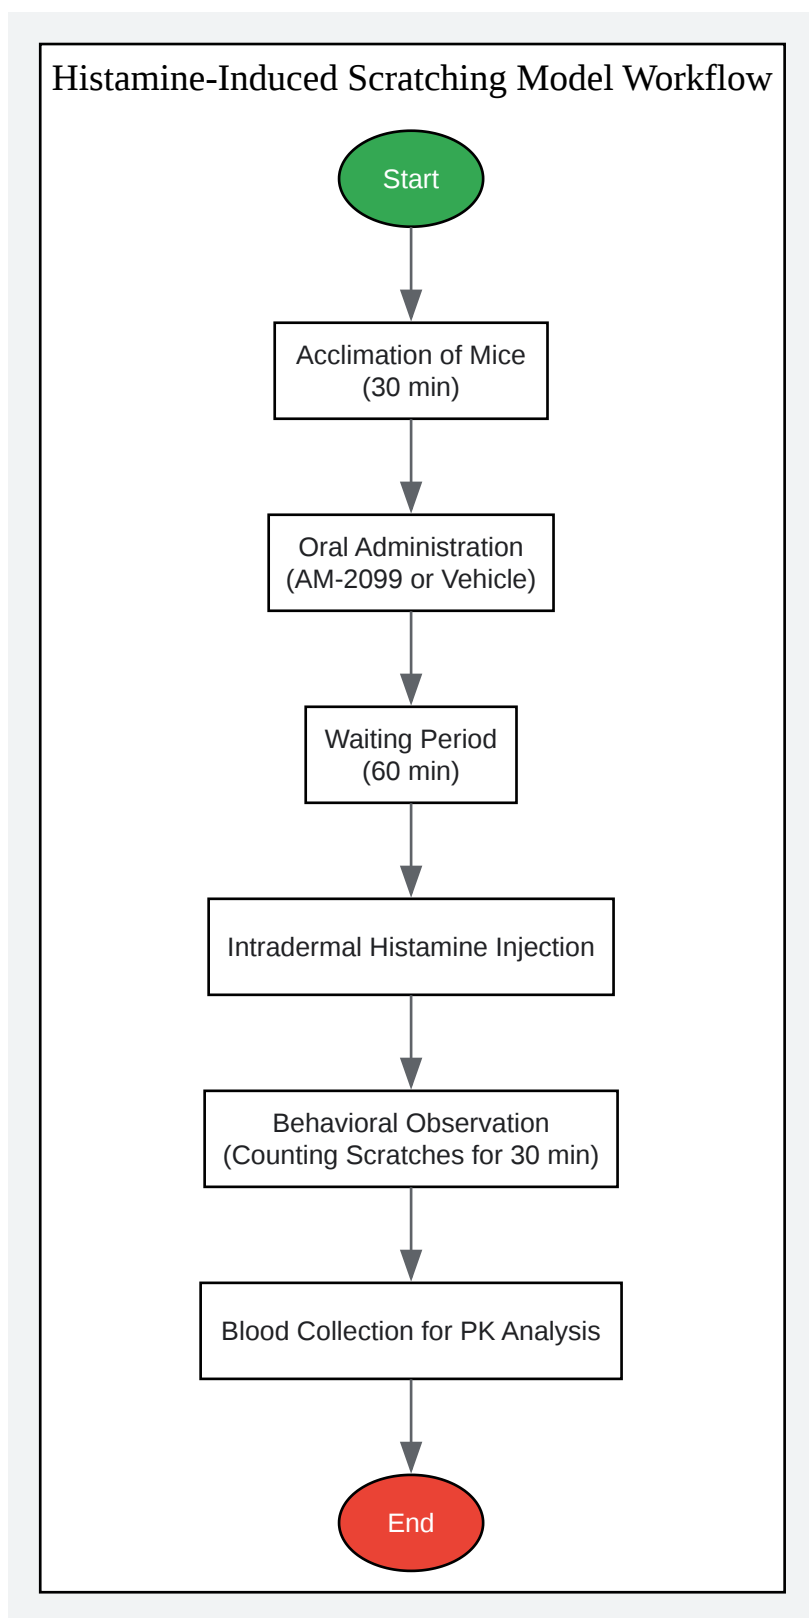 Histamine-Induced Scratching Model Workflow
Start
Acclimation of Mice
(30 min)
Oral Administration
(AM-2099 or Vehicle)
Waiting Period
(60 min)
Intradermal Histamine Injection
Behavioral Observation
(Counting Scratches for 30 min)
Blood Collection for PK Analysis
End